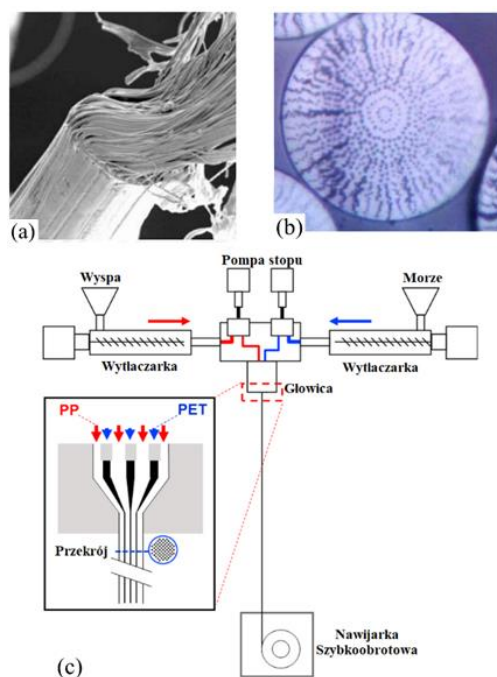 (a)
(b)
Pompa stopu
Wyspa
Morze
Wytłaczarka
Wytłaczarka
Głowica
PP
PET
Przekrój
Nawijarka
Szybkoobrotowa
(c)